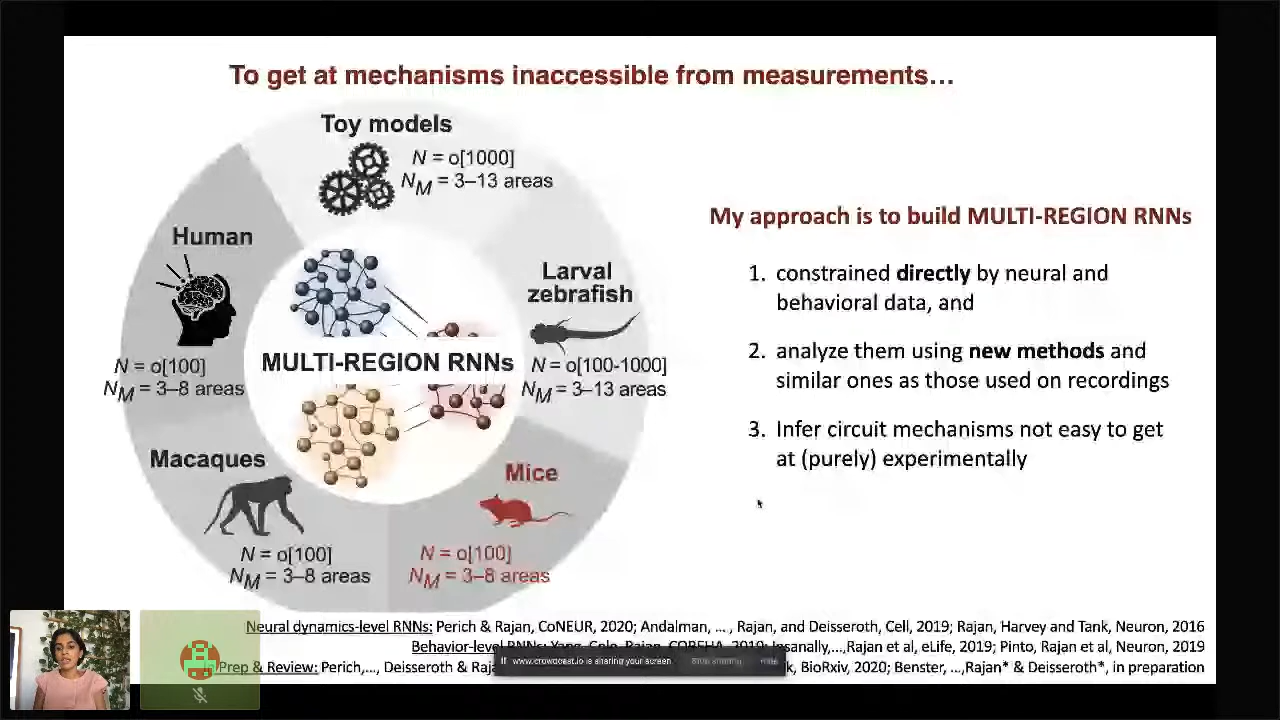 To get at mechanisms inaccessible from measurements…
Toy models
N = o[1000]
NM = 3–13 areas
Human
N = o[100]
NM = 3–8 areas
Larval
zebrafish
N = o[100-1000]
NM = 3–13 areas
MULTI-REGION RNNs
Macaques
N = o[100]
NM = 3–8 areas
Mice
N = o[100]
NM = 3–8 areas
My approach is to build MULTI-REGION RNNs
1. constrained directly by neural and
behavioral data, and
2. analyze them using new methods and
similar ones as those used on recordings
3. Infer circuit mechanisms not easy to get
at (purely) experimentally
Neural dynamics-level RNNs: Perich & Rajan, CoNEUR, 2020; Andalman, …, Rajan, and Deisseroth, Cell, 2019; Rajan, Harvey and Tank, Neuron, 2016
Behavior-level RNNs: Yang, Cole, Rajan, COBEHA, 2019; Insanally,…,Rajan et al, eLife, 2019; Pinto, Rajan et al, Neuron, 2019
Prep & Review: Perich,…, Deisseroth & Raja BioRxiv, 2020; Benster, …,Rajan* & Deisseroth*, in preparation
www.crowdcast.io is sharing your screen. Stop sharing Hide